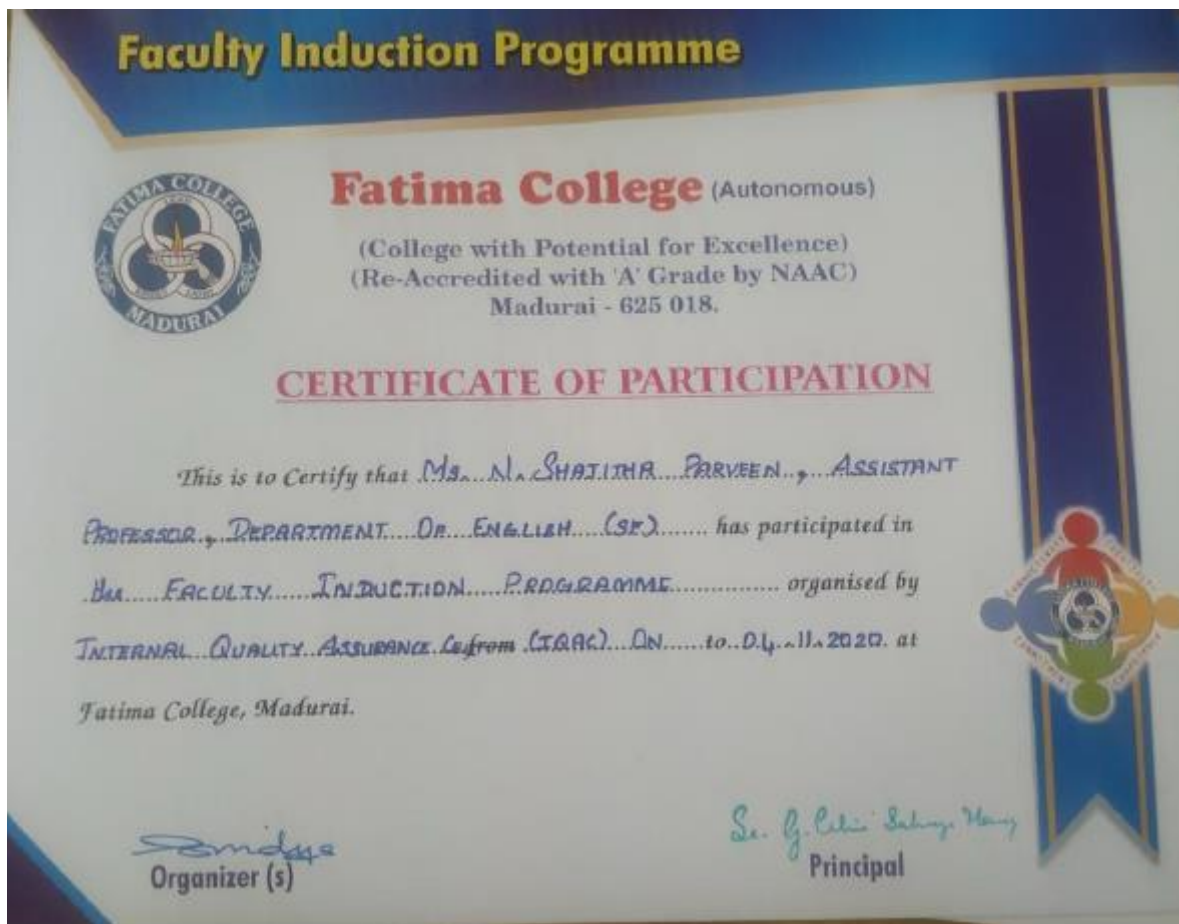 Faculty Induction Programme
FATIMA COLLEGE
MADURAI
Fatima College (Autonomous)
(College with Potential for Excellence)
(Re-Accredited with 'A' Grade by NAAC)
Madurai - 625 018.
CERTIFICATE OF PARTICIPATION
This is to Certify that Ms. N. SHAJITHA PARVEEN, ASSISTANT
PROFESSOR, DEPARTMENT OF ENGLISH (SF) has participated in
the FACULTY INDUCTION PROGRAMME organised by
INTERNAL QUALITY ASSURANCE from (IQAC) ON to 04.11.2020. at
Fatima College, Madurai.
Organizer (s)
Principal